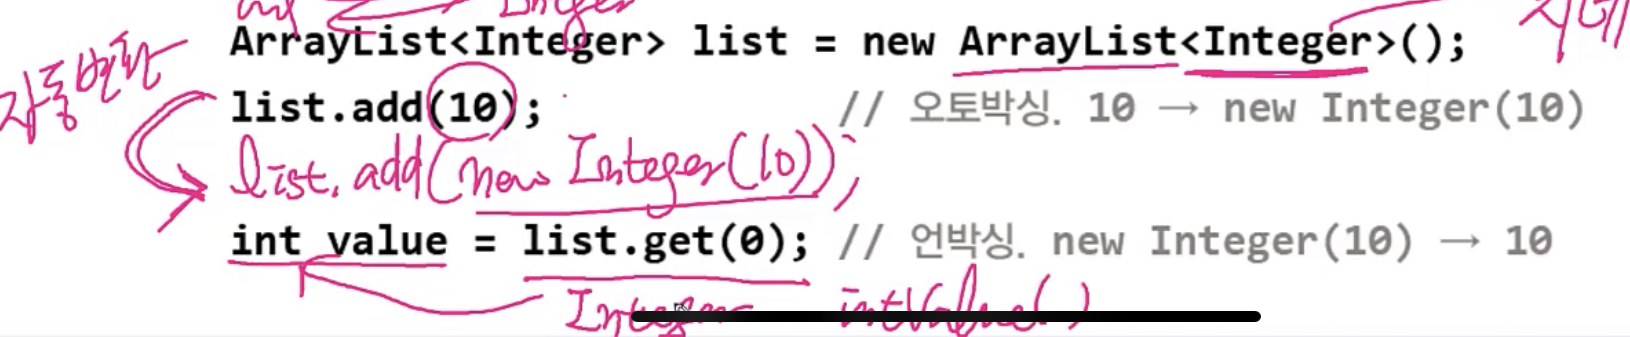 Integer
ArrayList<Integer> list = new ArrayList<Integer>();
자동변환
list.add(10); // 오토박싱. 10 → new Integer(10)
list.add(new Integer(10));
int value = list.get(0); // 언박싱. new Integer(10) → 10
Integer intValue()